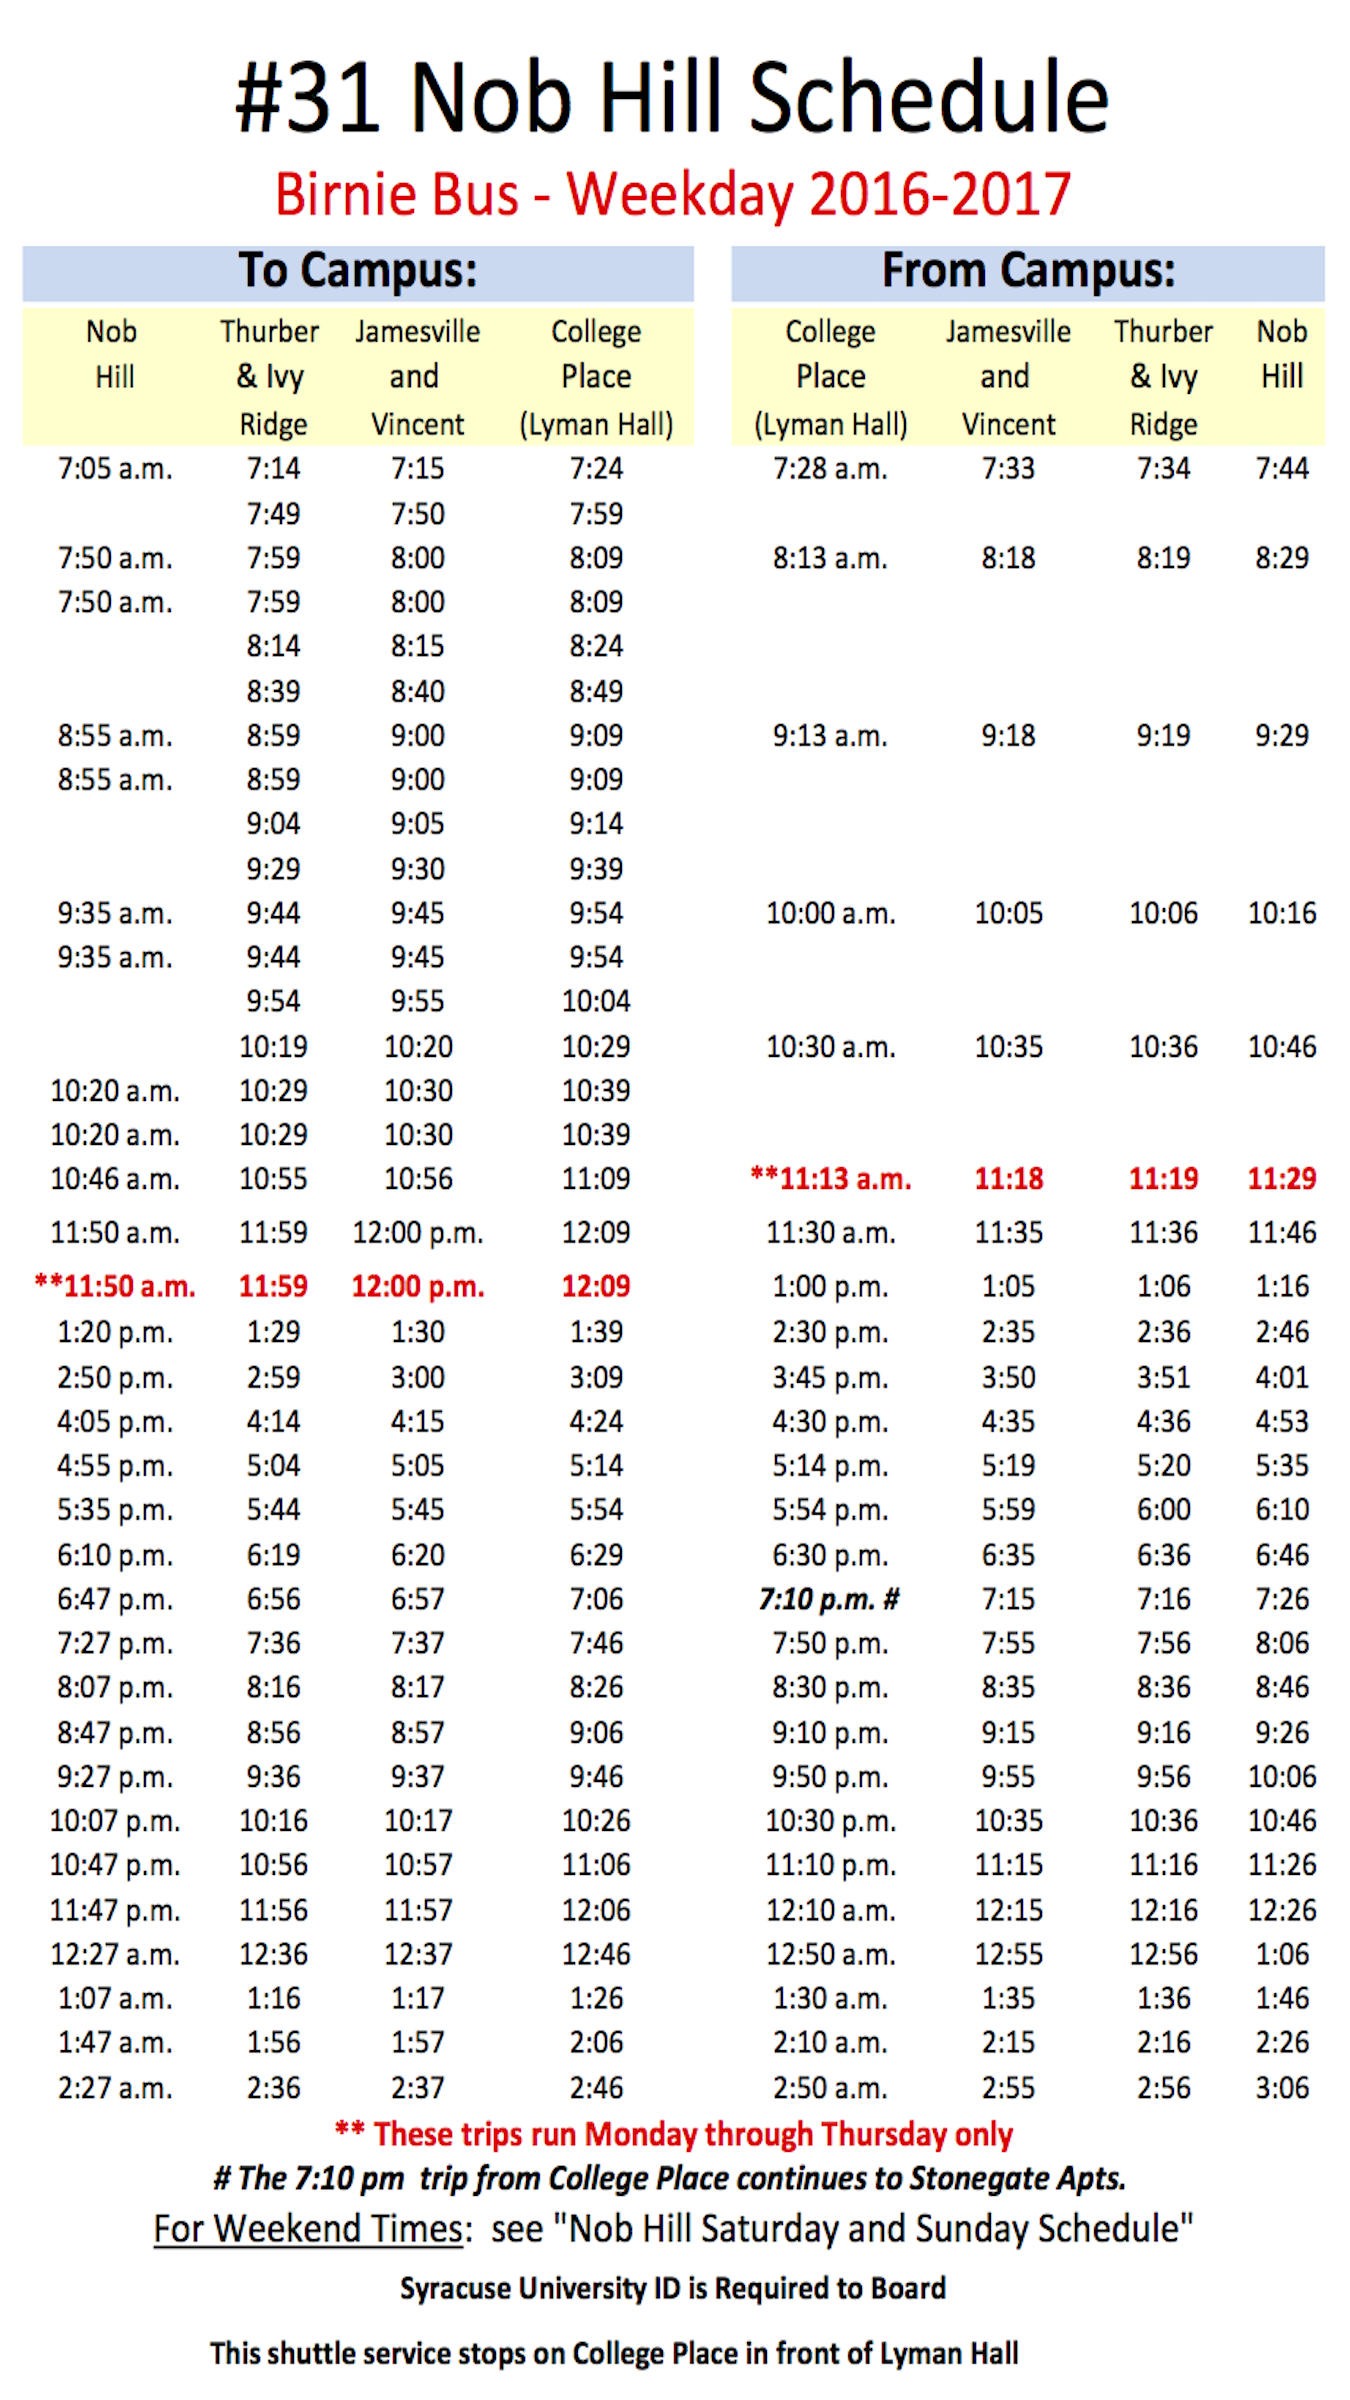 #31 Nob Hill Schedule
Birnie Bus - Weekday 2016-2017
To Campus: From Campus:
Nob Thurber Jamesville College College Jamesville Thurber Nob
Hill & Ivy and Place Place and & Ivy Hill
Ridge Vincent (Lyman Hall) (Lyman Hall) Vincent Ridge
7:05 a.m. 7:14 7:15 7:24 7:28 a.m. 7:33 7:34 7:44
7:49 7:50 7:59
7:50 a.m. 7:59 8:00 8:09 8:13 a.m. 8:18 8:19 8:29
7:50 a.m. 7:59 8:00 8:09
8:14 8:15 8:24
8:39 8:40 8:49
8:55 a.m. 8:59 9:00 9:09 9:13 a.m. 9:18 9:19 9:29
8:55 a.m. 8:59 9:00 9:09
9:04 9:05 9:14
9:29 9:30 9:39
9:35 a.m. 9:44 9:45 9:54 10:00 a.m. 10:05 10:06 10:16
9:35 a.m. 9:44 9:45 9:54
9:54 9:55 10:04
10:19 10:20 10:29 10:30 a.m. 10:35 10:36 10:46
10:20 a.m. 10:29 10:30 10:39
10:20 a.m. 10:29 10:30 10:39
10:46 a.m. 10:55 10:56 11:09 **11:13 a.m. 11:18 11:19 11:29
11:50 a.m. 11:59 12:00 p.m. 12:09 11:30 a.m. 11:35 11:36 11:46
**11:50 a.m. 11:59 12:00 p.m. 12:09 1:00 p.m. 1:05 1:06 1:16
1:20 p.m. 1:29 1:30 1:39 2:30 p.m. 2:35 2:36 2:46
2:50 p.m. 2:59 3:00 3:09 3:45 p.m. 3:50 3:51 4:01
4:05 p.m. 4:14 4:15 4:24 4:30 p.m. 4:35 4:36 4:53
4:55 p.m. 5:04 5:05 5:14 5:14 p.m. 5:19 5:20 5:35
5:35 p.m. 5:44 5:45 5:54 5:54 p.m. 5:59 6:00 6:10
6:10 p.m. 6:19 6:20 6:29 6:30 p.m. 6:35 6:36 6:46
6:47 p.m. 6:56 6:57 7:06 7:10 p.m. # 7:15 7:16 7:26
7:27 p.m. 7:36 7:37 7:46 7:50 p.m. 7:55 7:56 8:06
8:07 p.m. 8:16 8:17 8:26 8:30 p.m. 8:35 8:36 8:46
8:47 p.m. 8:56 8:57 9:06 9:10 p.m. 9:15 9:16 9:26
9:27 p.m. 9:36 9:37 9:46 9:50 p.m. 9:55 9:56 10:06
10:07 p.m. 10:16 10:17 10:26 10:30 p.m. 10:35 10:36 10:46
10:47 p.m. 10:56 10:57 11:06 11:10 p.m. 11:15 11:16 11:26
11:47 p.m. 11:56 11:57 12:06 12:10 a.m. 12:15 12:16 12:26
12:27 a.m. 12:36 12:37 12:46 12:50 a.m. 12:55 12:56 1:06
1:07 a.m. 1:16 1:17 1:26 1:30 a.m. 1:35 1:36 1:46
1:47 a.m. 1:56 1:57 2:06 2:10 a.m. 2:15 2:16 2:26
2:27 a.m. 2:36 2:37 2:46 2:50 a.m. 2:55 2:56 3:06
** These trips run Monday through Thursday only
# The 7:10 pm trip from College Place continues to Stonegate Apts.
For Weekend Times: see "Nob Hill Saturday and Sunday Schedule"
Syracuse University ID is Required to Board
This shuttle service stops on College Place in front of Lyman Hall